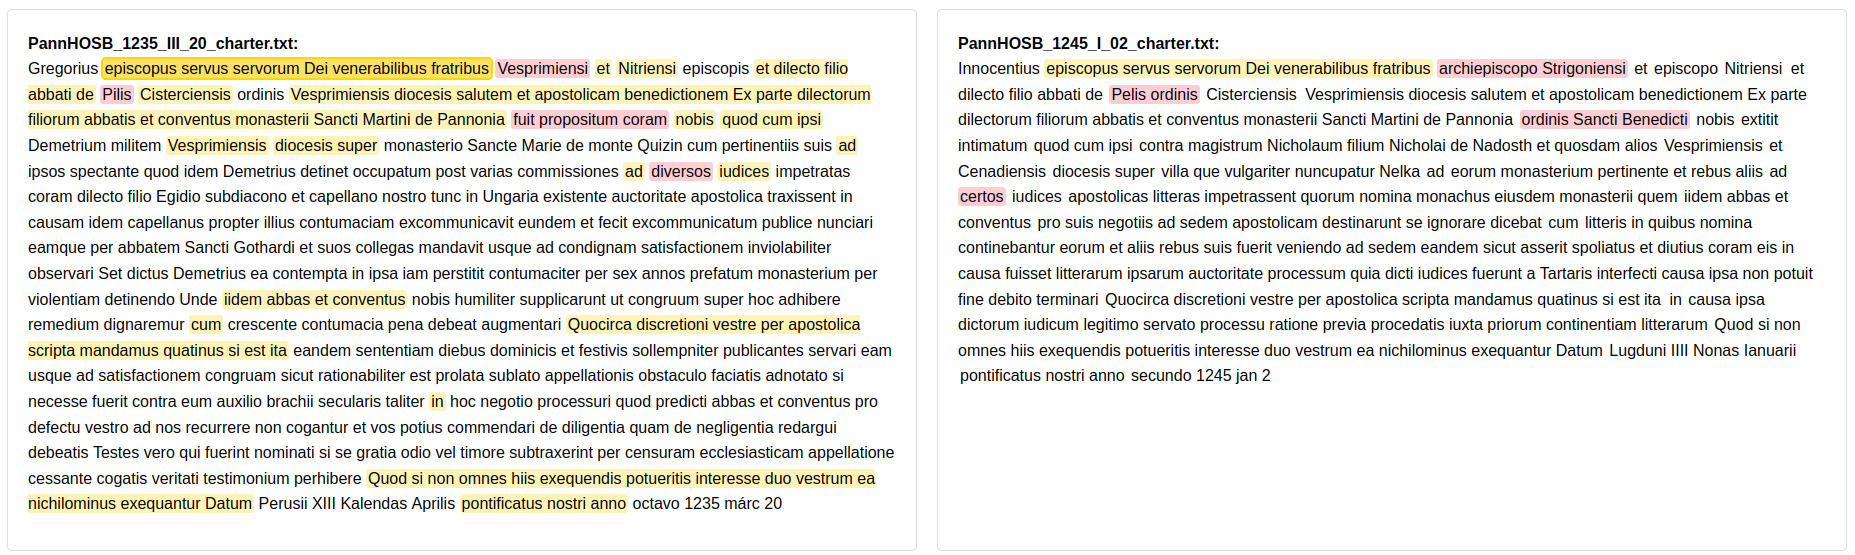 PannHOSB_1235_III_20_charter.txt:
Gregorius episcopus servus servorum Dei venerabilibus fratribus Vesprimiensi et Nitriensi episcopis et dilecto filio
abbati de Pilis Cisterciensis ordinis Vesprimiensis diocesis salutem et apostolicam benedictionem Ex parte dilectorum
filiorum abbatis et conventus monasterii Sancti Martini de Pannonia fuit propositum coram nobis quod cum ipsi
Demetrium militem Vesprimiensis diocesis super monasterio Sancte Marie de monte Quizin cum pertinentiis suis ad
ipsos spectante quod idem Demetrius detinet occupatum post varias commissiones ad diversos iudices impetratas
coram dilecto filio Egidio subdiacono et capellano nostro tunc in Ungaria existente auctoritate apostolica traxissent in
causam idem capellanus propter illius contumaciam excommunicavit eundem et fecit excommunicatum publice nunciari
eamque per abbatem Sancti Gothardi et suos collegas mandavit usque ad condignam satisfactionem inviolabiliter
observari Set dictus Demetrius ea contempta in ipsa iam perstitit contumaciter per sex annos prefatum monasterium per
violentiam detinendo Unde iidem abbas et conventus nobis humiliter supplicarunt ut congruum super hoc adhibere
remedium dignaremur cum crescente contumacia pena debeat augmentari Quocirca discretioni vestre per apostolica
scripta mandamus quatinus si est ita eandem sententiam diebus dominicis et festivis sollempniter publicantes servari eam
usque ad satisfactionem congruam sicut rationabiliter est prolata sublato appellationis obstaculo faciatis adnotato si
necesse fuerit contra eum auxilio brachii secularis taliter in hoc negotio processuri quod predicti abbas et conventus pro
defectu vestro ad nos recurrere non cogantur et vos potius commendari de diligentia quam de negligentia redargui
debeatis Testes vero qui fuerint nominati si se gratia odio vel timore subtraxerint per censuram ecclesiasticam appellatione
cessante cogatis veritati testimonium perhibere Quod si non omnes hiis exequendis potueritis interesse duo vestrum ea
nichilominus exequantur Datum Perusii XIII Kalendas Aprilis pontificatus nostri anno octavo 1235 márc 20
PannHOSB_1245_I_02_charter.txt:
Innocentius episcopus servus servorum Dei venerabilibus fratribus archiepiscopo Strigoniensi et episcopo Nitriensi et
dilecto filio abbati de Pelis ordinis Cisterciensis Vesprimiensis diocesis salutem et apostolicam benedictionem Ex parte
dilectorum filiorum abbatis et conventus monasterii Sancti Martini de Pannonia ordinis Sancti Benedicti nobis extitit
intimatum quod cum ipsi contra magistrum Nicholaum filium Nicholai de Nadosth et quosdam alios Vesprimiensis et
Cenadiensis diocesis super villa que vulgariter nuncupatur Nelka ad eorum monasterium pertinente et rebus aliis ad
certos iudices apostolicas litteras impetrassent quorum nomina monachus eiusdem monasterii quem iidem abbas et
conventus pro suis negotiis ad sedem apostolicam destinarunt se ignorare dicebat cum litteris in quibus nomina
continebantur eorum et aliis rebus suis fuerit veniendo ad sedem eandem sicut asserit spoliatus et diutius coram eis in
causa fuisset litterarum ipsarum auctoritate processum quia dicti iudices fuerunt a Tartaris interfecti causa ipsa non potuit
fine debito terminari Quocirca discretioni vestre per apostolica scripta mandamus quatinus si est ita in causa ipsa
dictorum iudicum legitimo servato processu ratione previa procedatis iuxta priorum continentiam litterarum Quod si non
omnes hiis exequendis potueritis interesse duo vestrum ea nichilominus exequantur Datum Lugduni IIII Nonas Ianuarii
pontificatus nostri anno secundo 1245 jan 2